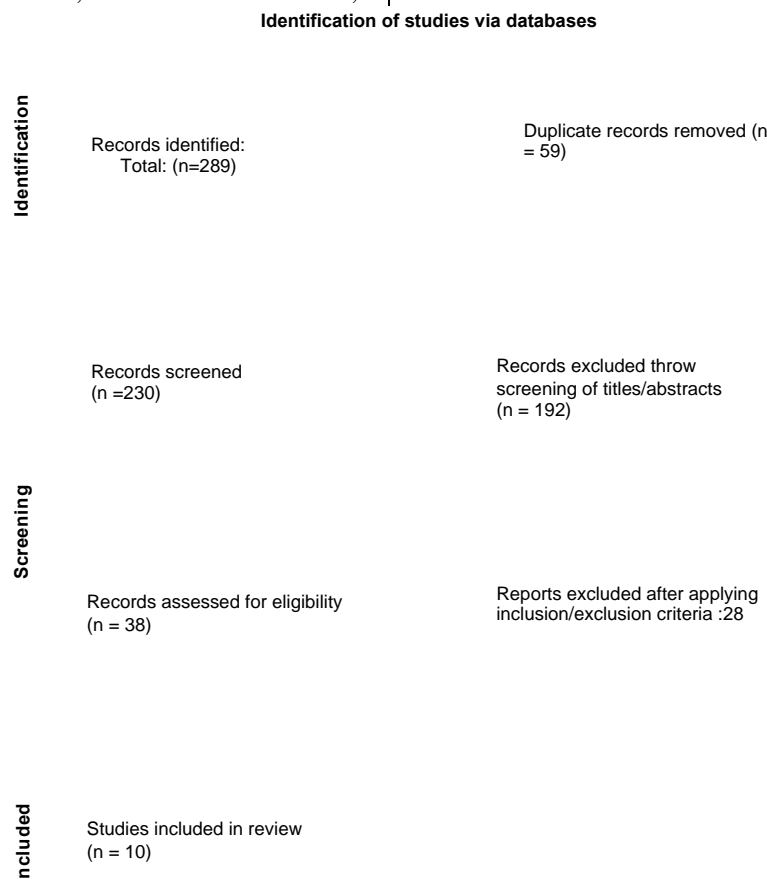 Identification of studies via databases
Identification
Records identified:
Total: (n=289)
Duplicate records removed (n
= 59)
Records screened
(n =230)
Records excluded throw
screening of titles/abstracts
(n = 192)
Screening
Records assessed for eligibility
(n = 38)
Reports excluded after applying
inclusion/exclusion criteria :28
ncluded
Studies included in review
(n = 10)